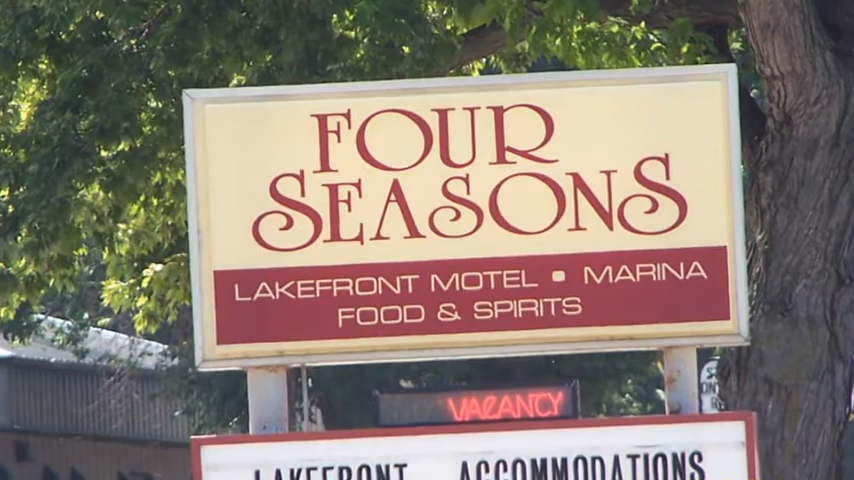 FOUR
SEASONS
LAKEFRONT MOTEL • MARINA
FOOD & SPIRITS
VACANCY
LAKEFRONT ACCOMMODATIONS